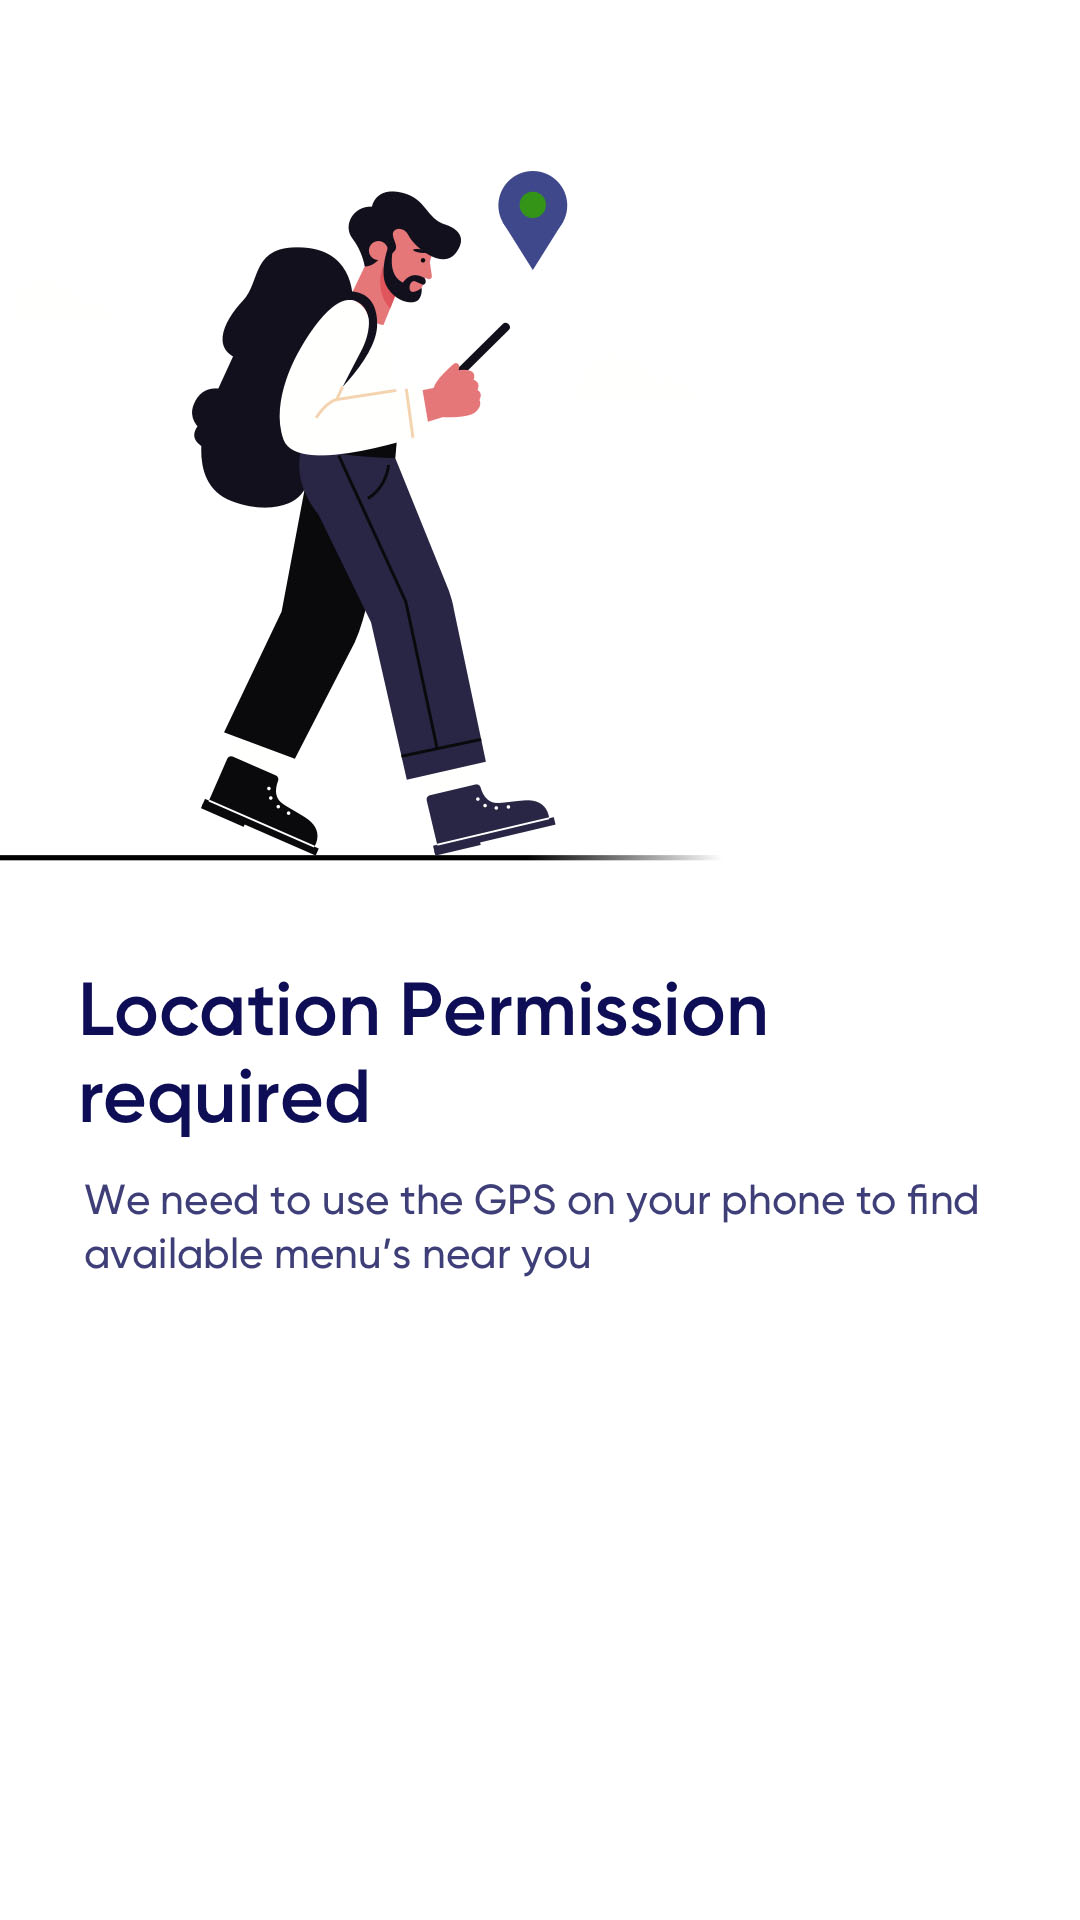 Location Permission
required
We need to use the GPS on your phone to find
available menu’s near you